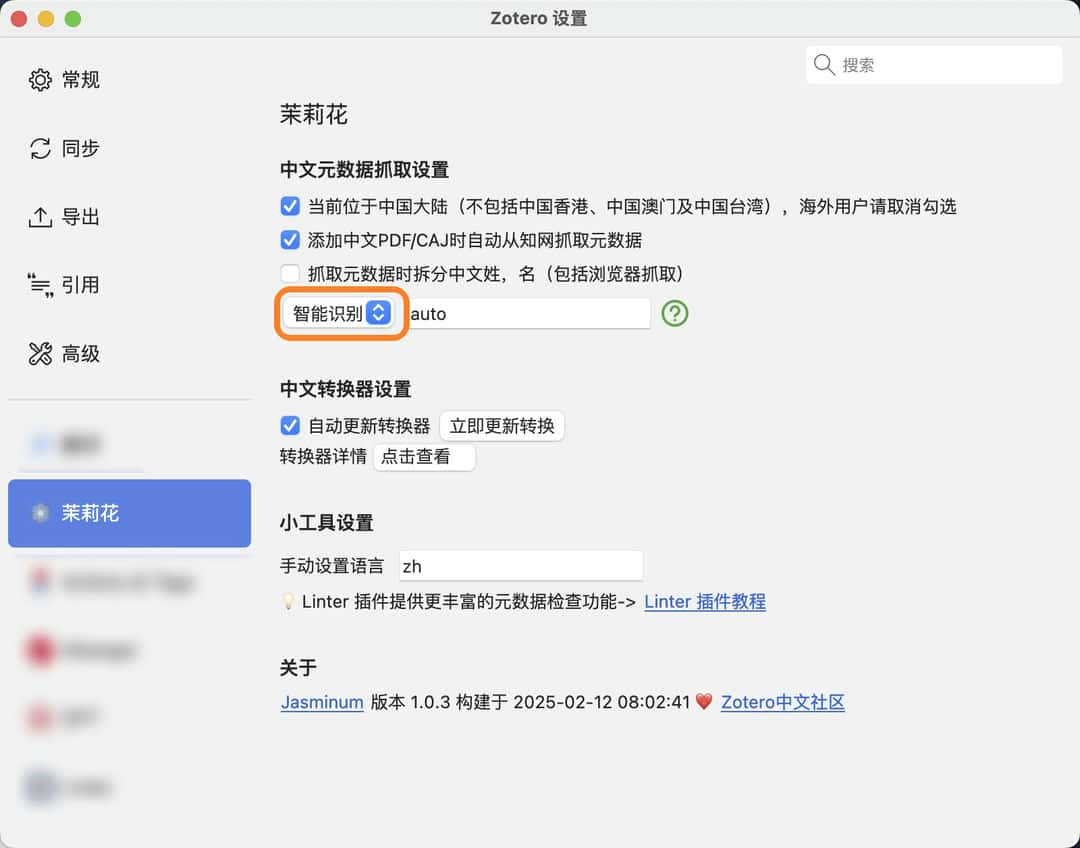 Zotero 设置
搜索
常规
同步
导出
引用
高级
茉莉花
茉莉花
中文元数据抓取设置
当前位于中国大陆（不包括中国香港、中国澳门及中国台湾），海外用户请取消勾选
添加中文PDF/CAJ时自动从知网抓取元数据
抓取元数据时拆分中文姓，名（包括浏览器抓取）
智能识别 auto
中文转换器设置
自动更新转换器 立即更新转换
转换器详情 点击查看
小工具设置
手动设置语言 zh
💡 Linter 插件提供更丰富的元数据检查功能-> Linter 插件教程
关于
Jasminum 版本 1.0.3 构建于 2025-02-12 08:02:41 ❤️ Zotero中文社区